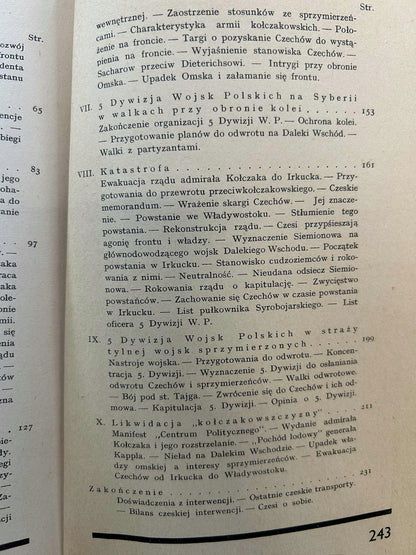 Str.
wewnętrznej. — Zaostrzenie stosunków ze sprzymierzeń-
cami. — Charakterystyka armii kołczakowskiej. — Poło-
żenie na froncie. — Targi o pozyskanie Czechów do wystą-
pienia na froncie. — Wyjaśnienie stanowiska Czechów. —
Sacharow przeciw Dieterichsowi. — Intrygi przy obronie
Omska. — Upadek Omska i załamanie się frontu.
VII. 5 Dywizja Wojsk Polskich na Syberii
w walkach przy obronie kolei . . . . . 153
Zakończenie organizacji 5 Dywizji W. P. — Ochrona kolei.
— Przygotowanie planów do odwrotu na Daleki Wschód. —
Walki z partyzantami.
VIII. Katastrofa . . . . . . . . . . . . 161
Ewakuacja rządu admirała Kołczaka do Irkucka. — Przy-
gotowania do przewrotu przeciwkołczakowskiego. — Czeskie
memorandum. — Wrażenie skargi Czechów. — Jej znacze-
nie. — Powstanie we Władywostoku. — Stłumienie tego
powstania. — Rekonstrukcja rządu. — Czesi przyśpieszają
agonię frontu i władzy. — Wyznaczenie Siemionowa na
głównodowodzącego wojsk Dalekiego Wschodu. — Początek
powstania w Irkucku. — Stanowisko cudzoziemców i roko-
wania z nimi. — Neutralność. — Nieudana odsiecz Siemio-
nowa. — Rokowania rządu o kapitulację. — Zwycięstwo
powstańców. — Zachowanie się Czechów w czasie powstania
w Irkucku. — List pułkownika Syrobojarskiego. — List
oficera 5 Dywizji W. P.
IX. 5 Dywizja Wojsk Polskich w straży
tylnej wojsk sprzymierzonych . . . . . 199
Nastroje wojska. — Przygotowania do odwrotu. — Koncen-
tracja 5. Dywizji. — Wyznaczenie 5. Dywizji do osłaniania
odwrotu Czechów i sprzymierzeńców. — Walki odwrotowe.
— Bój pod st. Tajga. — Zwrócenie się do Czechów i ich od-
mowa. — Kapitulacja 5. Dywizji. — Opinia o 5. Dywizji.
X. Likwidacja „kołczakowszczyzny" . . . . 211
Manifest „Centrum Politycznego". — Wydanie admirała
Kołczaka i jego rozstrzelanie. — „Pochód lodowy" generała
Kappla. — Nieład na Dalekim Wschodzie. — Upadek wła-
dzy omskiej a interesy sprzymierzeńców. — Ewakuacja
Czechów od Irkucka do Władywostoku.
Zakończenie . . . . . . . . . . . . 231
Doświadczenia z interwencji. — Ostatnie czeskie transporty.
— Bilans czeskiej interwencji. — Czesi o sobie.
243
Str.
65
83
97
127